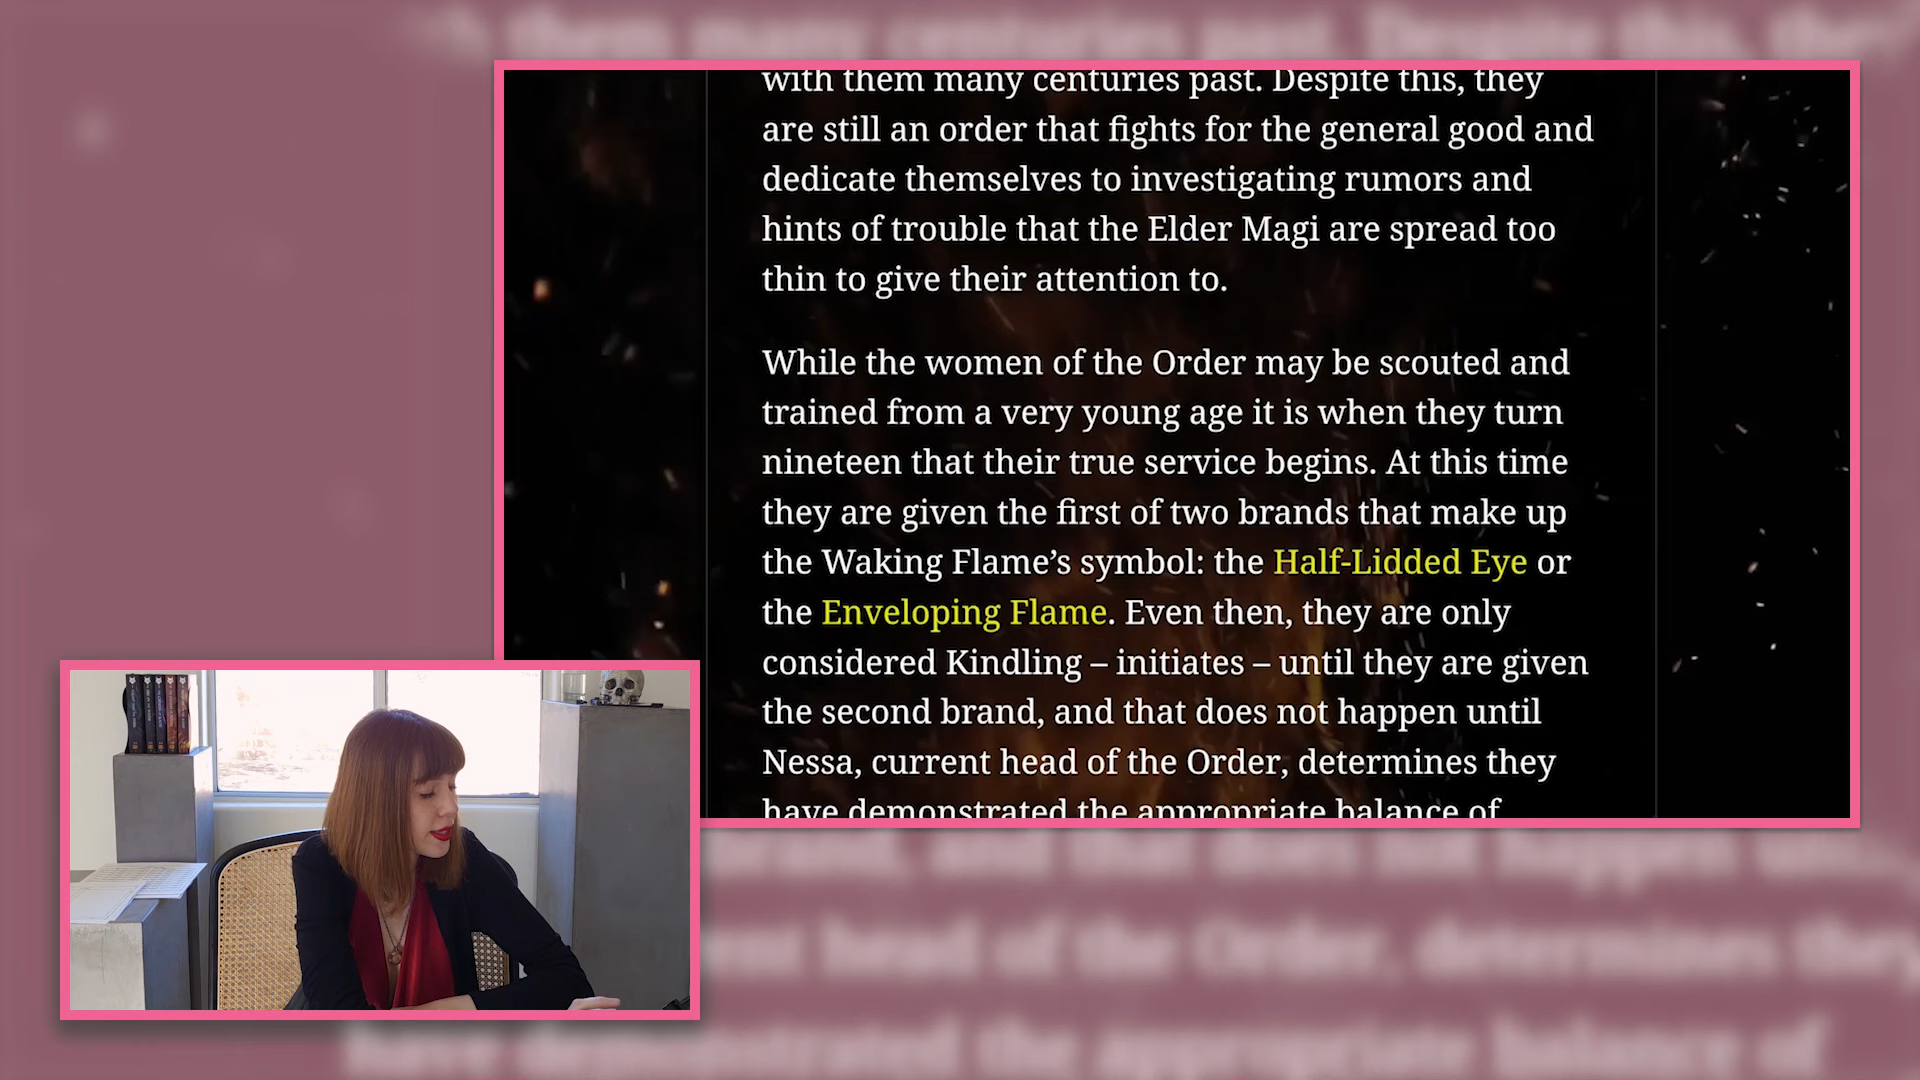 with them many centuries past. Despite this, they
are still an order that fights for the general good and
dedicate themselves to investigating rumors and
hints of trouble that the Elder Magi are spread too
thin to give their attention to.
While the women of the Order may be scouted and
trained from a very young age it is when they turn
nineteen that their true service begins. At this time
they are given the first of two brands that make up
the Waking Flame’s symbol: the Half-Lidded Eye or
the Enveloping Flame. Even then, they are only
considered Kindling – initiates – until they are given
the second brand, and that does not happen until
Nessa, current head of the Order, determines they
have demonstrated the appropriate balance of